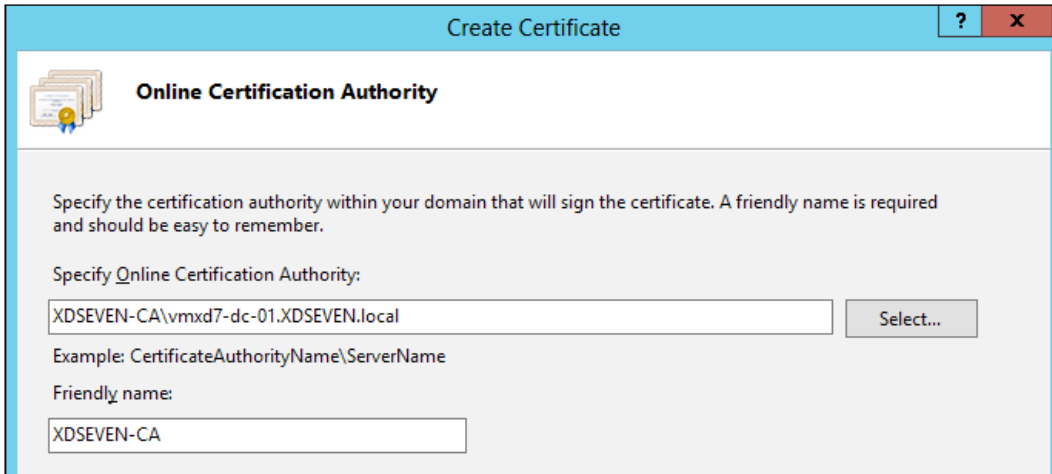 Create Certificate
?
x
Online Certification Authority
Specify the certification authority within your domain that will sign the certificate. A friendly name is required
and should be easy to remember.
Specify Online Certification Authority:
XDSEVEN-CA\vmxd7-dc-01.XDSEVEN.local
Select...
Example: CertificateAuthorityName\ServerName
Friendly name:
XDSEVEN-CA